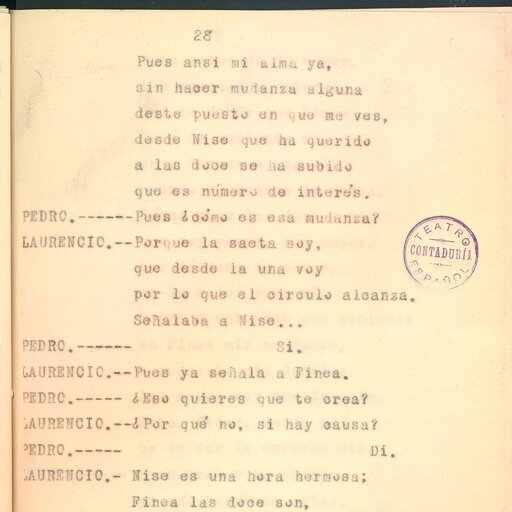 28
Pues ansi mi alma ya,
sin hacer mudanza alguna
deste puesto en que me ves,
desde Nise que ha querido
a las doce se ha subido
que es número de interés.
PEDRO.------Pues ¿cómo es esa mudanza?
LAURENCIO.--Porque la saeta soy,
que desde la una voy
por lo que el circulo alcanza.
Señalaba a Nise...
PEDRO.------ Si.
LAURENCIO.--Pues ya señala a Finea.
PEDRO.----- ¿Eso quieres que te crea?
LAURENCIO.--¿Por qué no, si hay causa?
PEDRO.----- Di.
LAURENCIO.- Nise es una hora hermosa;
Finea las doce son,
TEATRO
CONTADURÍA
ESPAÑOL